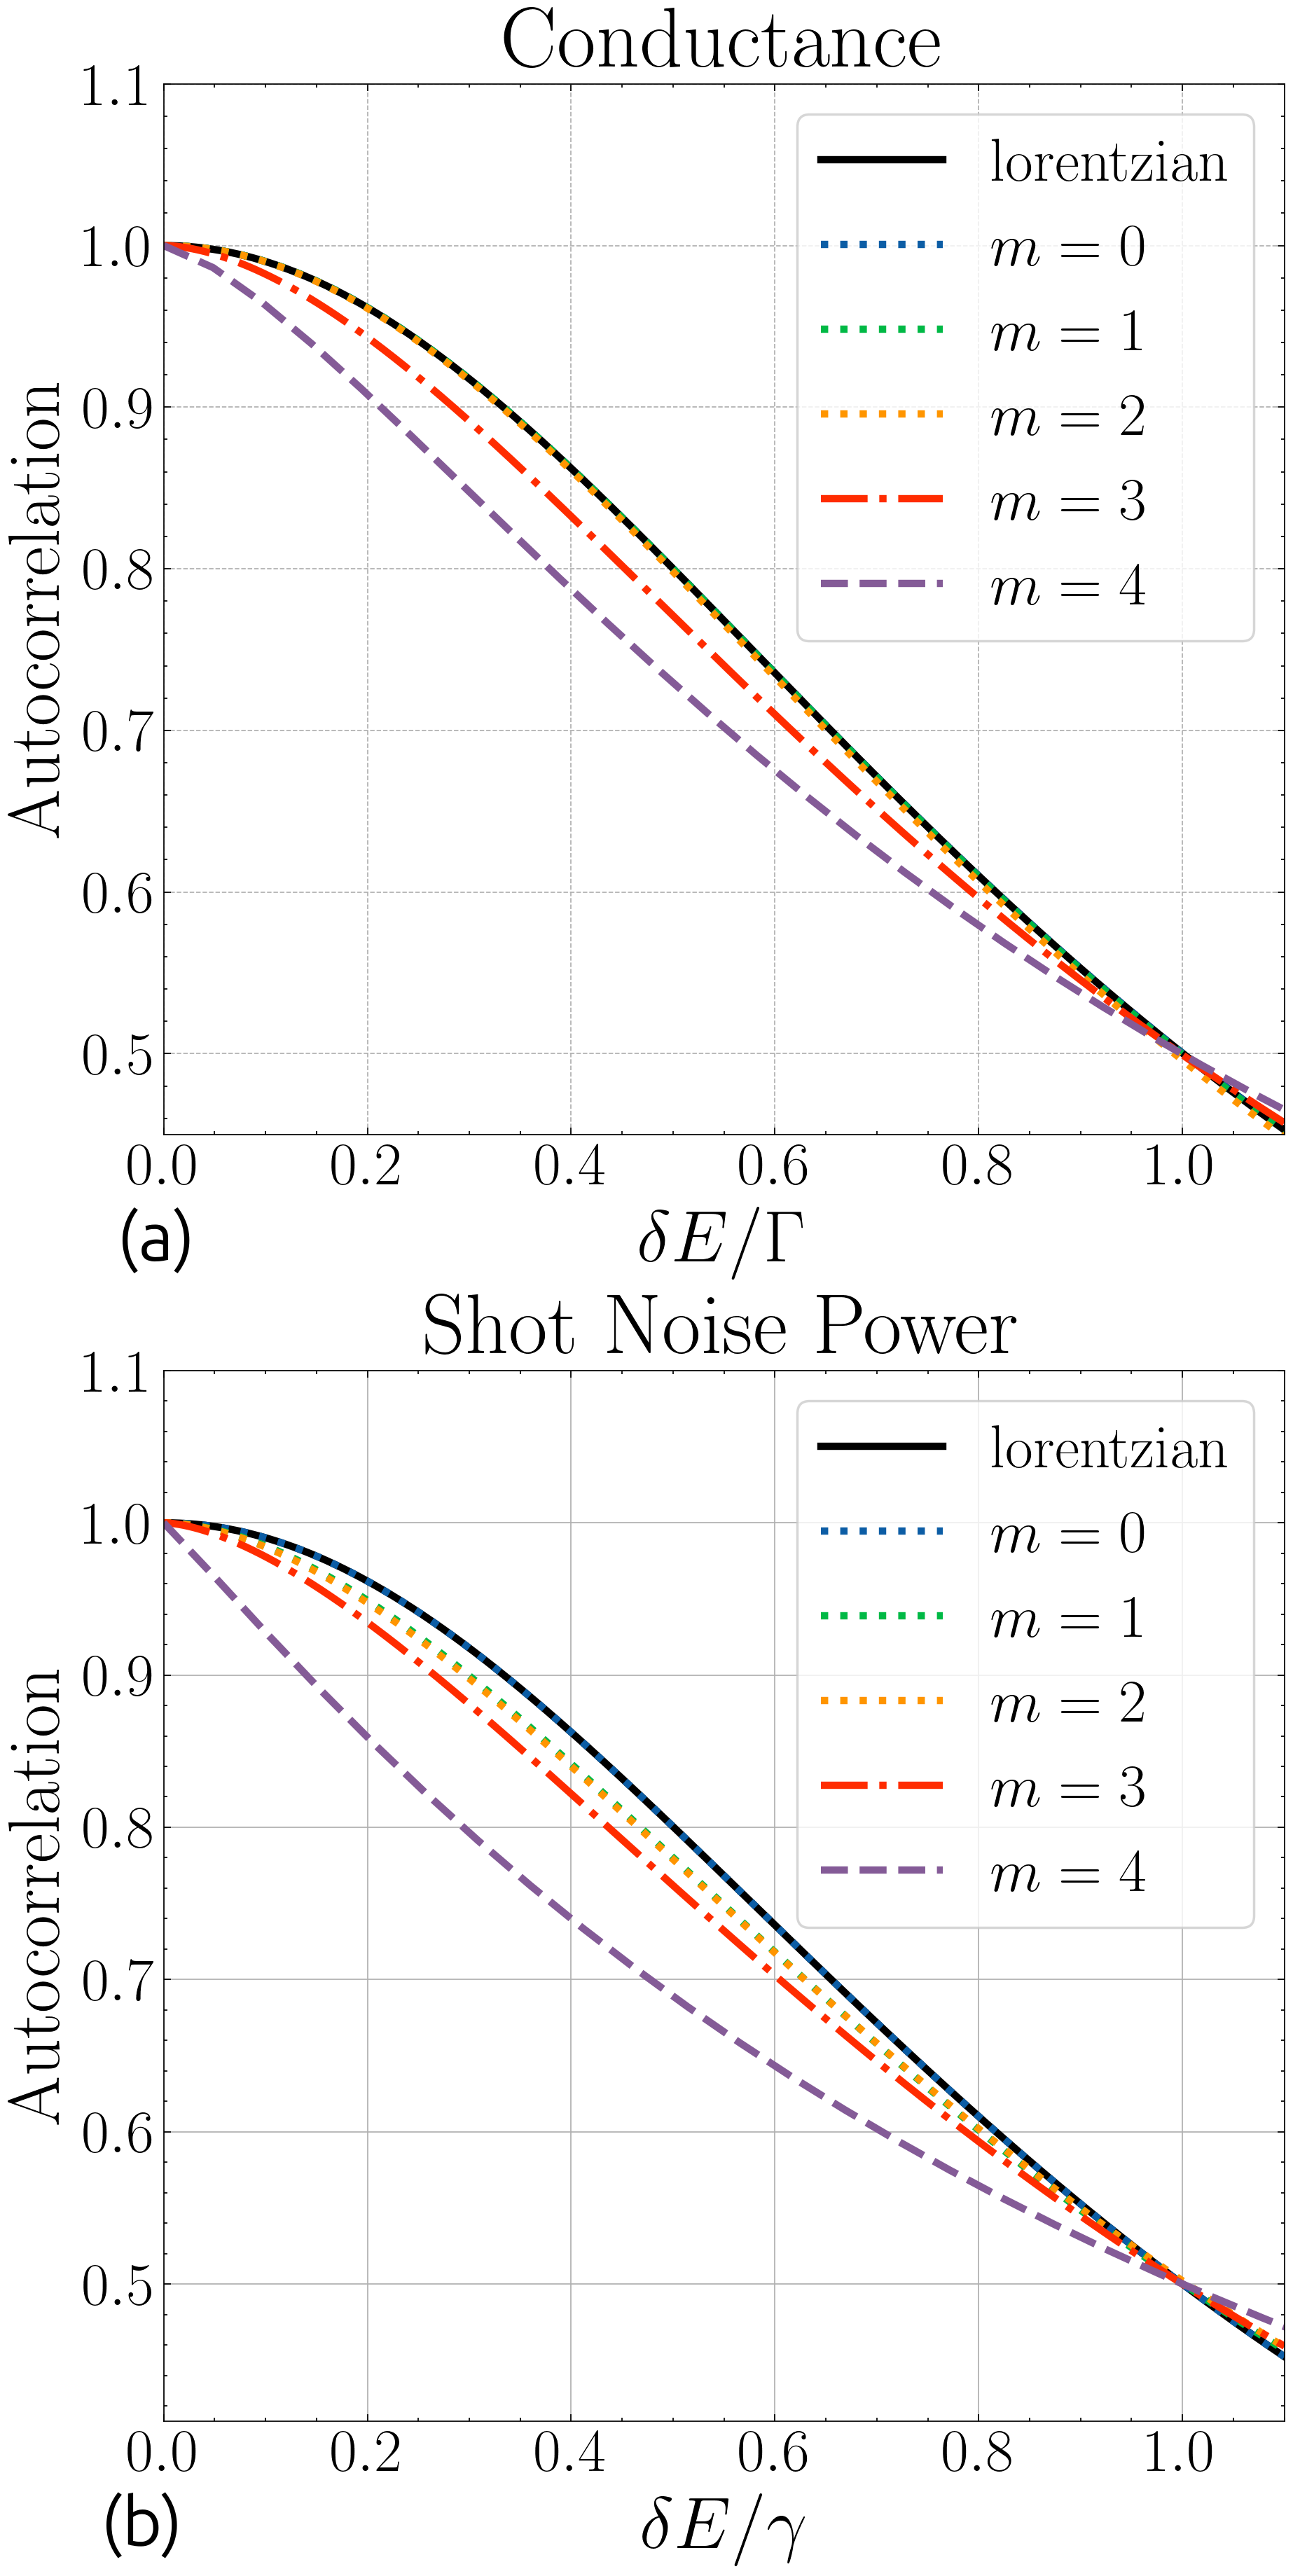 Conductance
1.1
1.0
0.9
0.8
0.7
0.6
0.5
Autocorrelation
lorentzian
m = 0
m = 1
m = 2
m = 3
m = 4
0.0 0.2 0.4 0.6 0.8 1.0
(a) δE/Γ
Shot Noise Power
1.1
1.0
0.9
0.8
0.7
0.6
0.5
Autocorrelation
lorentzian
m = 0
m = 1
m = 2
m = 3
m = 4
0.0 0.2 0.4 0.6 0.8 1.0
(b) δE/γ